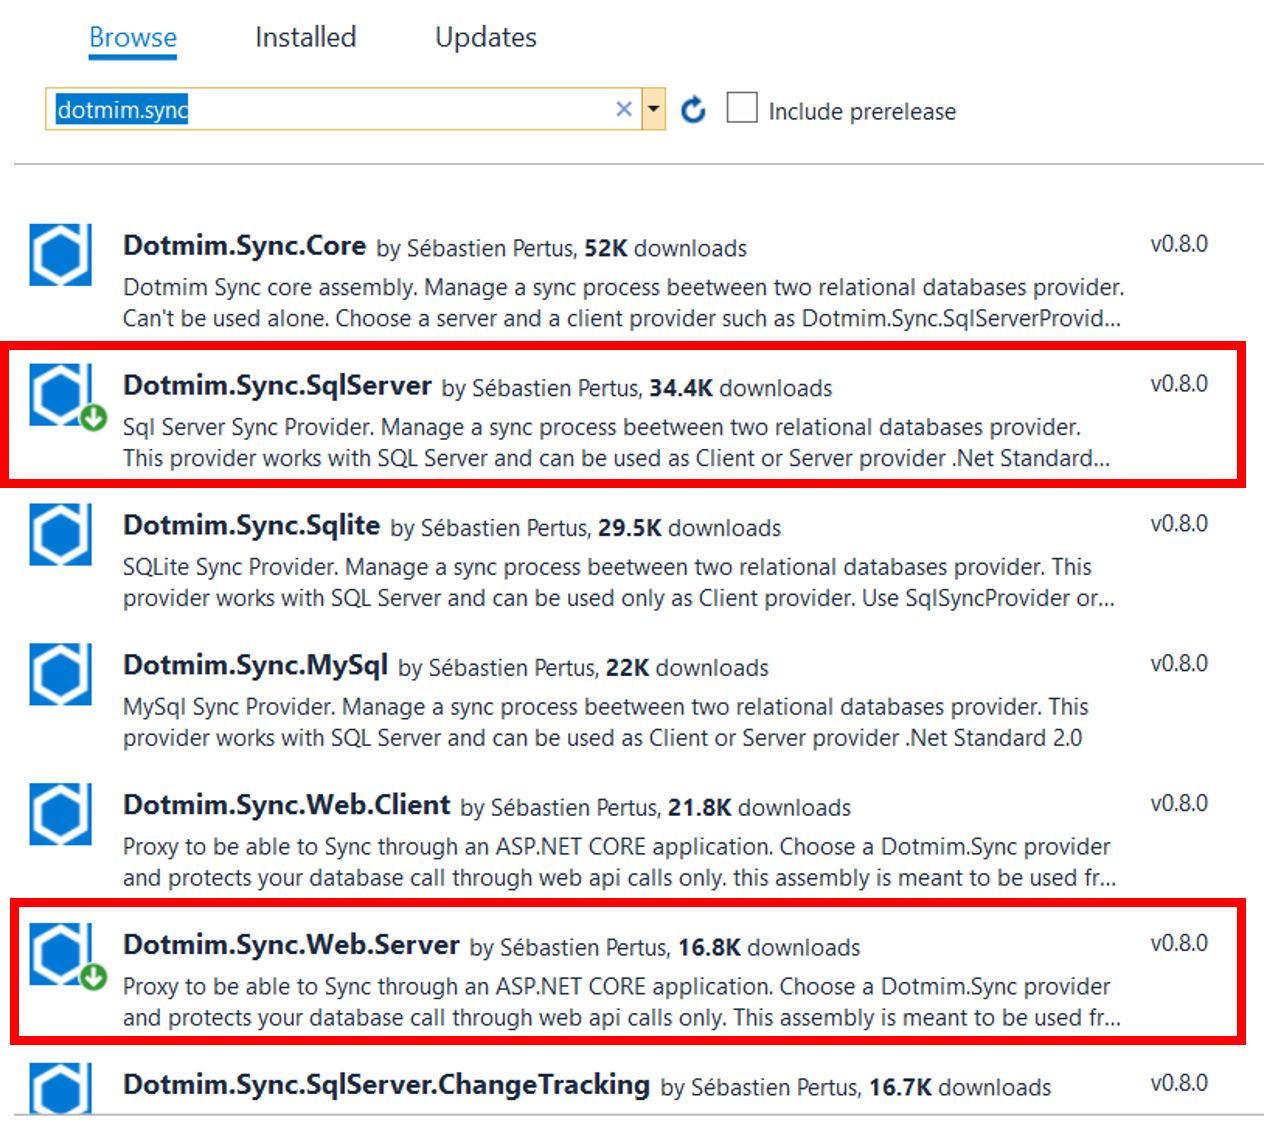 Browse Installed Updates
dotmim.sync Include prerelease
Dotmim.Sync.Core by Sébastien Pertus, 52K downloads v0.8.0
Dotmim Sync core assembly. Manage a sync process beetween two relational databases provider.
Can't be used alone. Choose a server and a client provider such as Dotmim.Sync.SqlServerProvid...
Dotmim.Sync.SqlServer by Sébastien Pertus, 34.4K downloads v0.8.0
Sql Server Sync Provider. Manage a sync process beetween two relational databases provider.
This provider works with SQL Server and can be used as Client or Server provider .Net Standard...
Dotmim.Sync.Sqlite by Sébastien Pertus, 29.5K downloads v0.8.0
SQLite Sync Provider. Manage a sync process beetween two relational databases provider. This
provider works with SQL Server and can be used only as Client provider. Use SqlSyncProvider or...
Dotmim.Sync.MySql by Sébastien Pertus, 22K downloads v0.8.0
MySql Sync Provider. Manage a sync process beetween two relational databases provider. This
provider works with SQL Server and can be used as Client or Server provider .Net Standard 2.0
Dotmim.Sync.Web.Client by Sébastien Pertus, 21.8K downloads v0.8.0
Proxy to be able to Sync through an ASP.NET CORE application. Choose a Dotmim.Sync provider
and protects your database call through web api calls only. this assembly is meant to be used fr...
Dotmim.Sync.Web.Server by Sébastien Pertus, 16.8K downloads v0.8.0
Proxy to be able to Sync through an ASP.NET CORE application. Choose a Dotmim.Sync provider
and protects your database call through web api calls only. This assembly is meant to be used fr...
Dotmim.Sync.SqlServer.ChangeTracking by Sébastien Pertus, 16.7K downloads v0.8.0